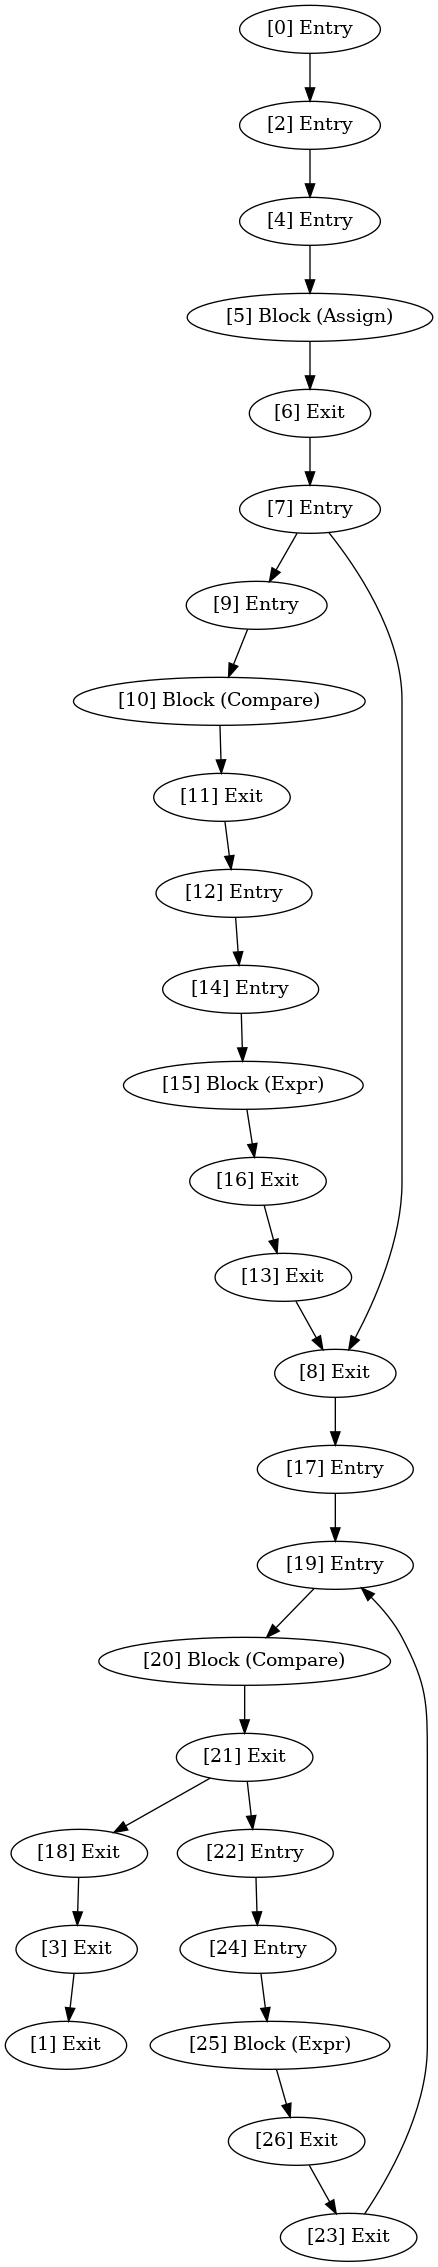 [0] Entry
[2] Entry
[4] Entry
[5] Block (Assign)
[6] Exit
[7] Entry
[9] Entry
[10] Block (Compare)
[11] Exit
[12] Entry
[14] Entry
[15] Block (Expr)
[16] Exit
[13] Exit
[8] Exit
[17] Entry
[19] Entry
[20] Block (Compare)
[21] Exit
[18] Exit
[22] Entry
[3] Exit
[24] Entry
[1] Exit
[25] Block (Expr)
[26] Exit
[23] Exit